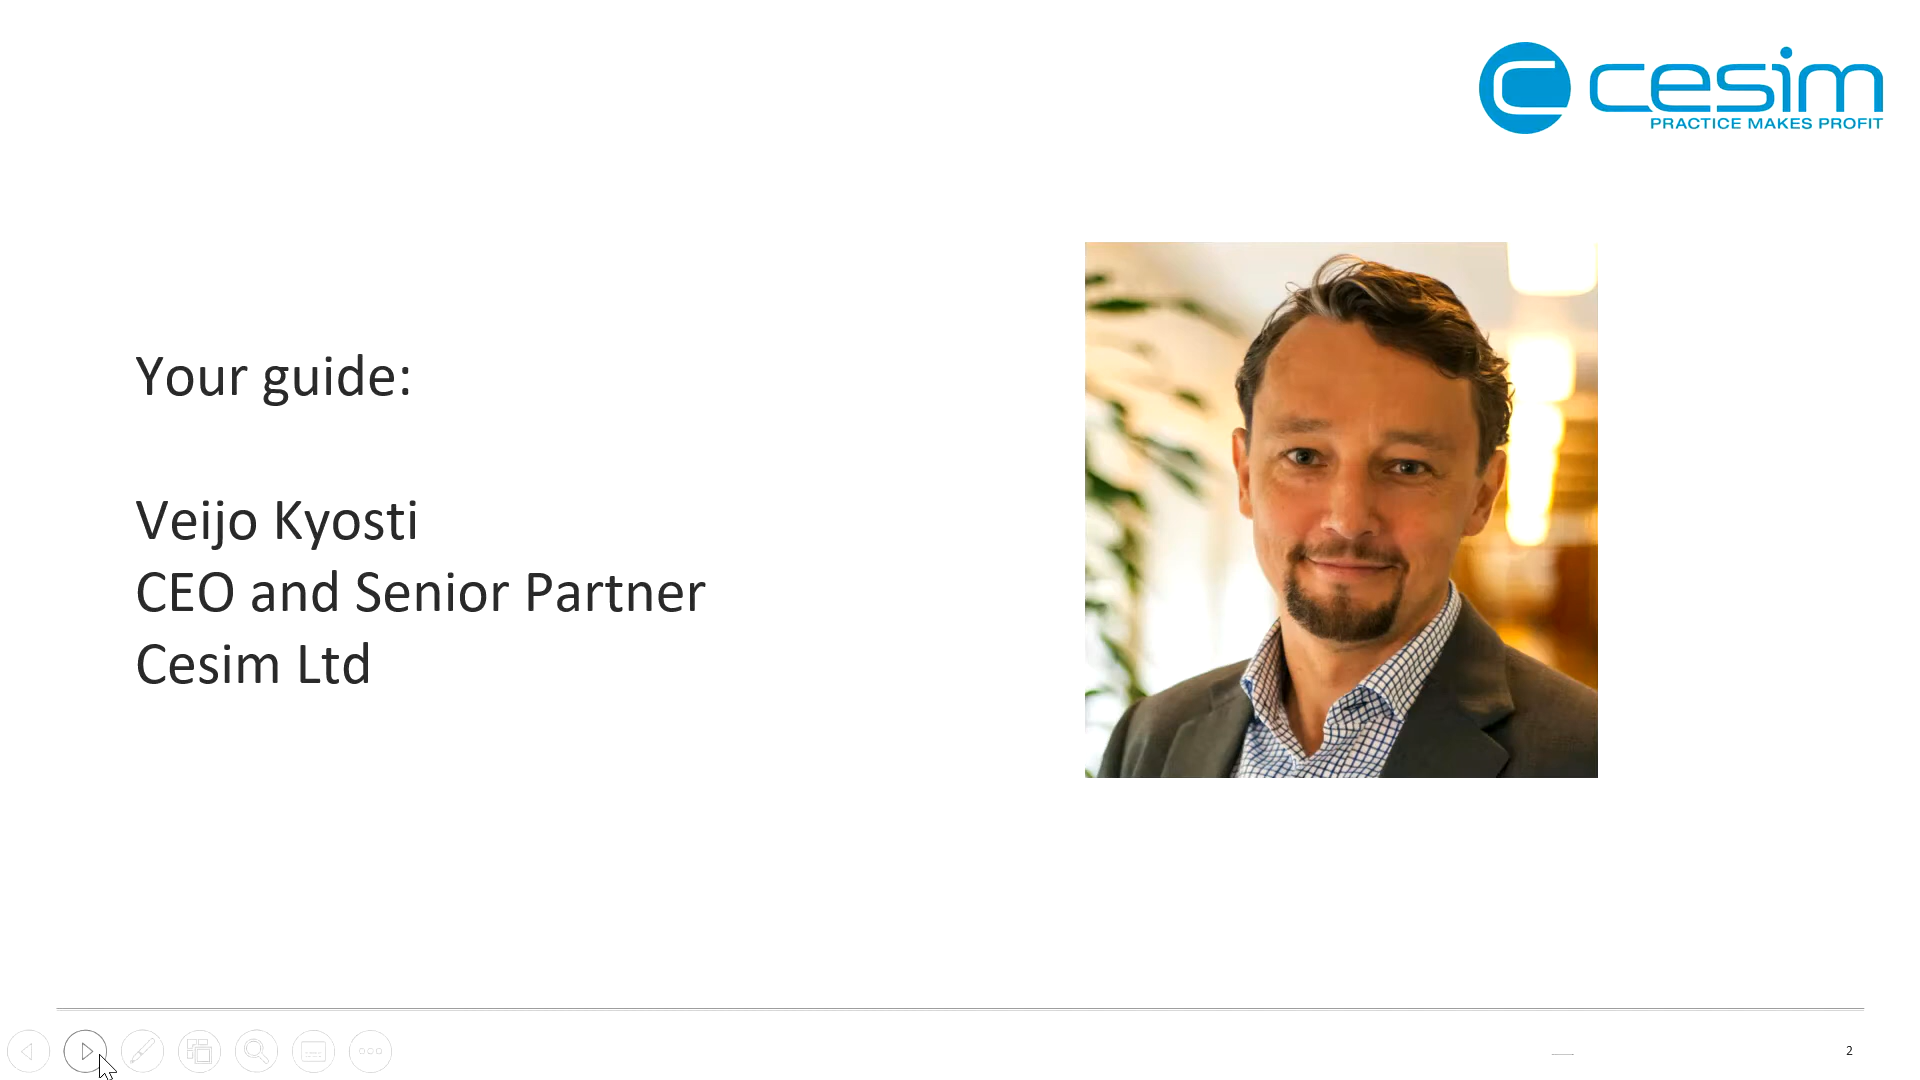 cesim
PRACTICE MAKES PROFIT
Your guide:
Veijo Kyosti
CEO and Senior Partner
Cesim Ltd
2